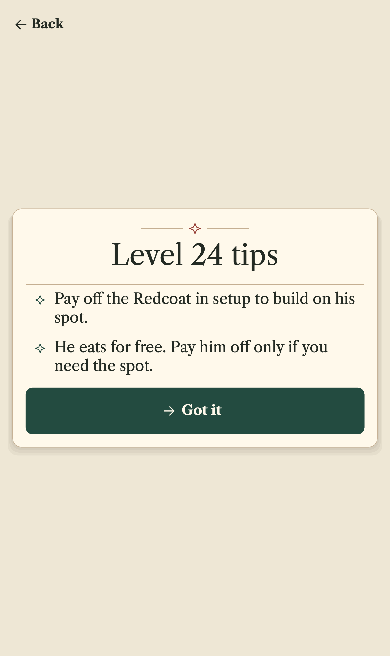 ← Back
Level 24 tips
Pay off the Redcoat in setup to build on his
spot.
He eats for free. Pay him off only if you
need the spot.
→ Got it